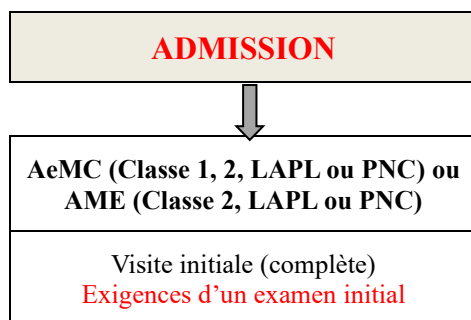 ADMISSION
AeMC (Classe 1, 2, LAPL ou PNC) ou
AME (Classe 2, LAPL ou PNC)
Visite initiale (complète)
Exigences d’un examen initial